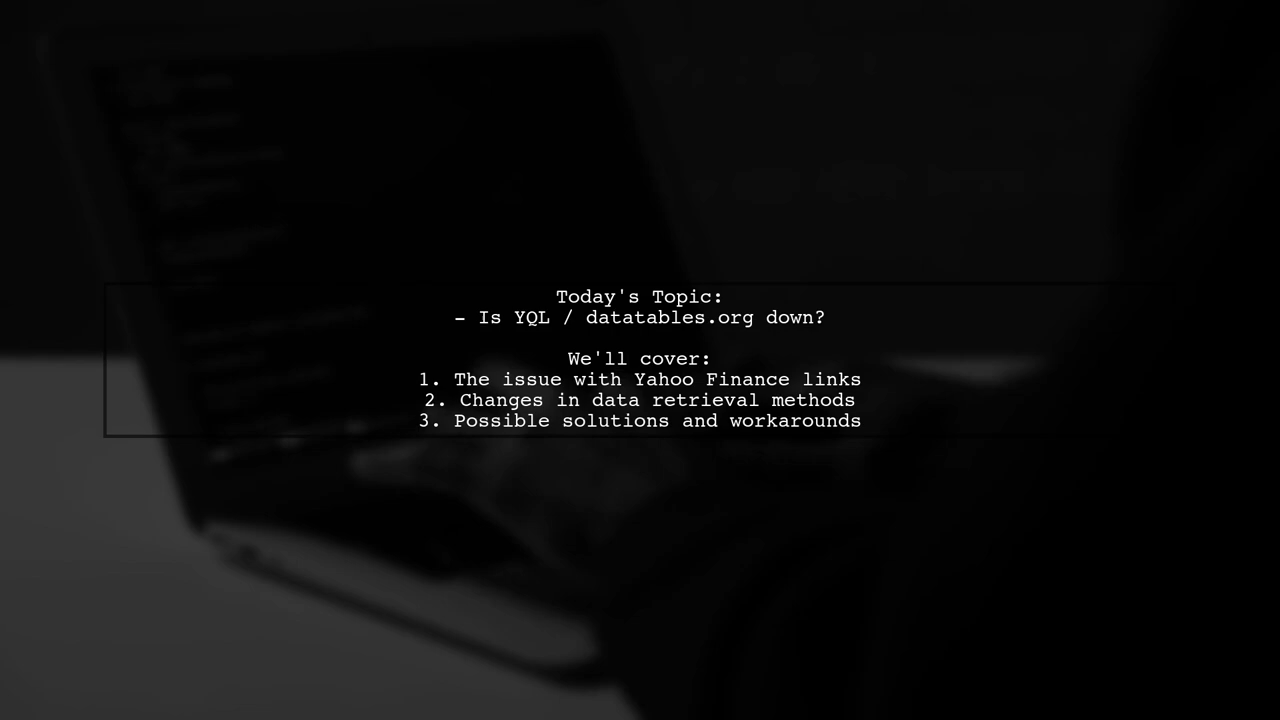 Today's Topic:
- Is YQL / datatables.org down?
We'll cover:
1. The issue with Yahoo Finance links
2. Changes in data retrieval methods
3. Possible solutions and workarounds